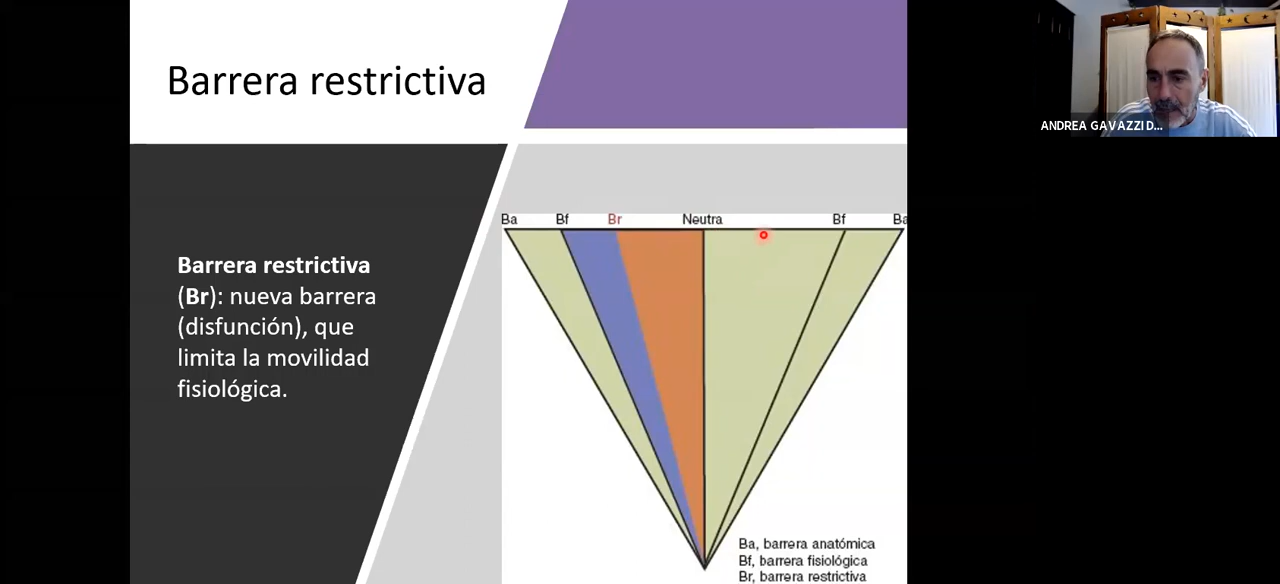 Barrera restrictiva
ANDREA GAVAZZI D...
Barrera restrictiva
(Br): nueva barrera
(disfunción), que
limita la movilidad
fisiológica.
Ba Bf Br Neutra Bf Ba
Ba, barrera anatómica
Bf, barrera fisiológica
Br, barrera restrictiva